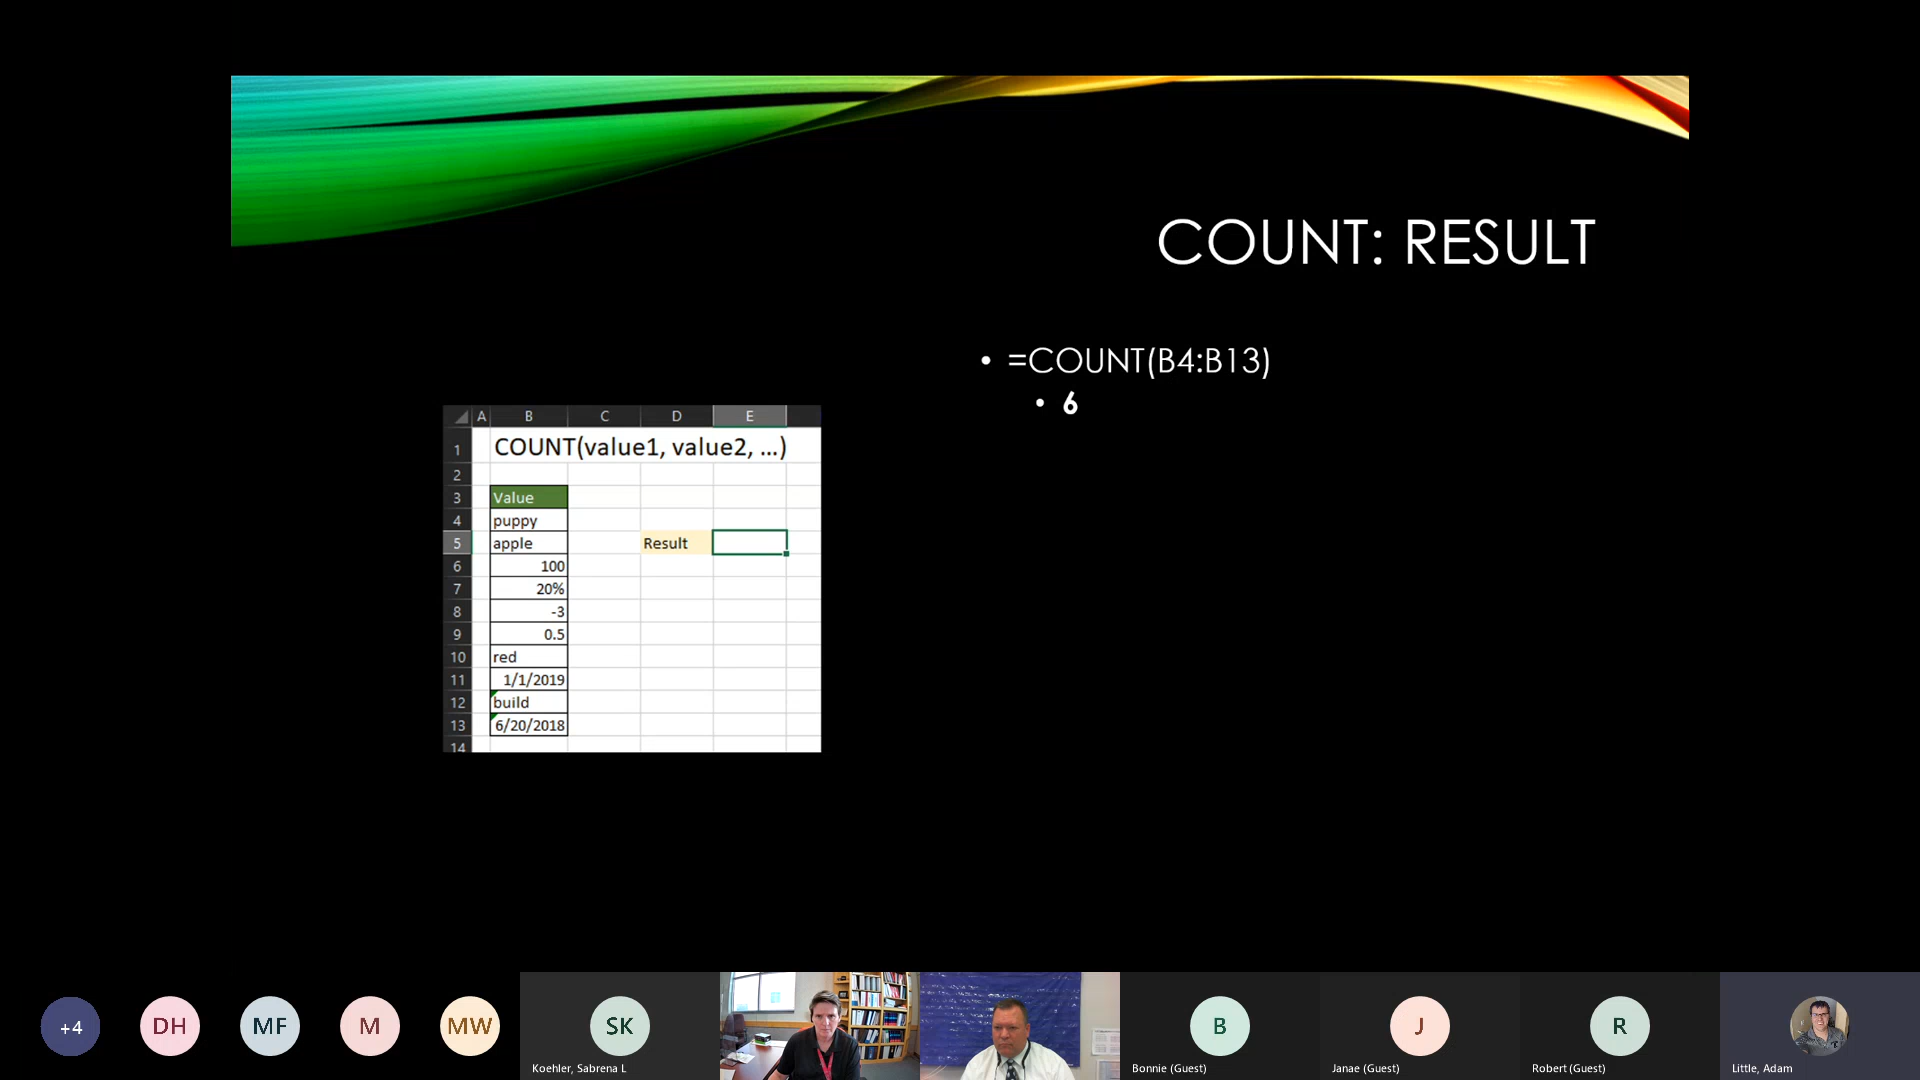 COUNT: RESULT
• =COUNT(B4:B13)
• 6
A B C D E
1 COUNT(value1, value2, ...)
2
3 Value
4 puppy
5 apple Result
6 100
7 20%
8 -3
9 0.5
10 red
11 1/1/2019
12 build
13 6/20/2018
14
+4 DH MF M MW SK B J R
Koehler, Sabrena L Bonnie (Guest) Janae (Guest) Robert (Guest) Little, Adam